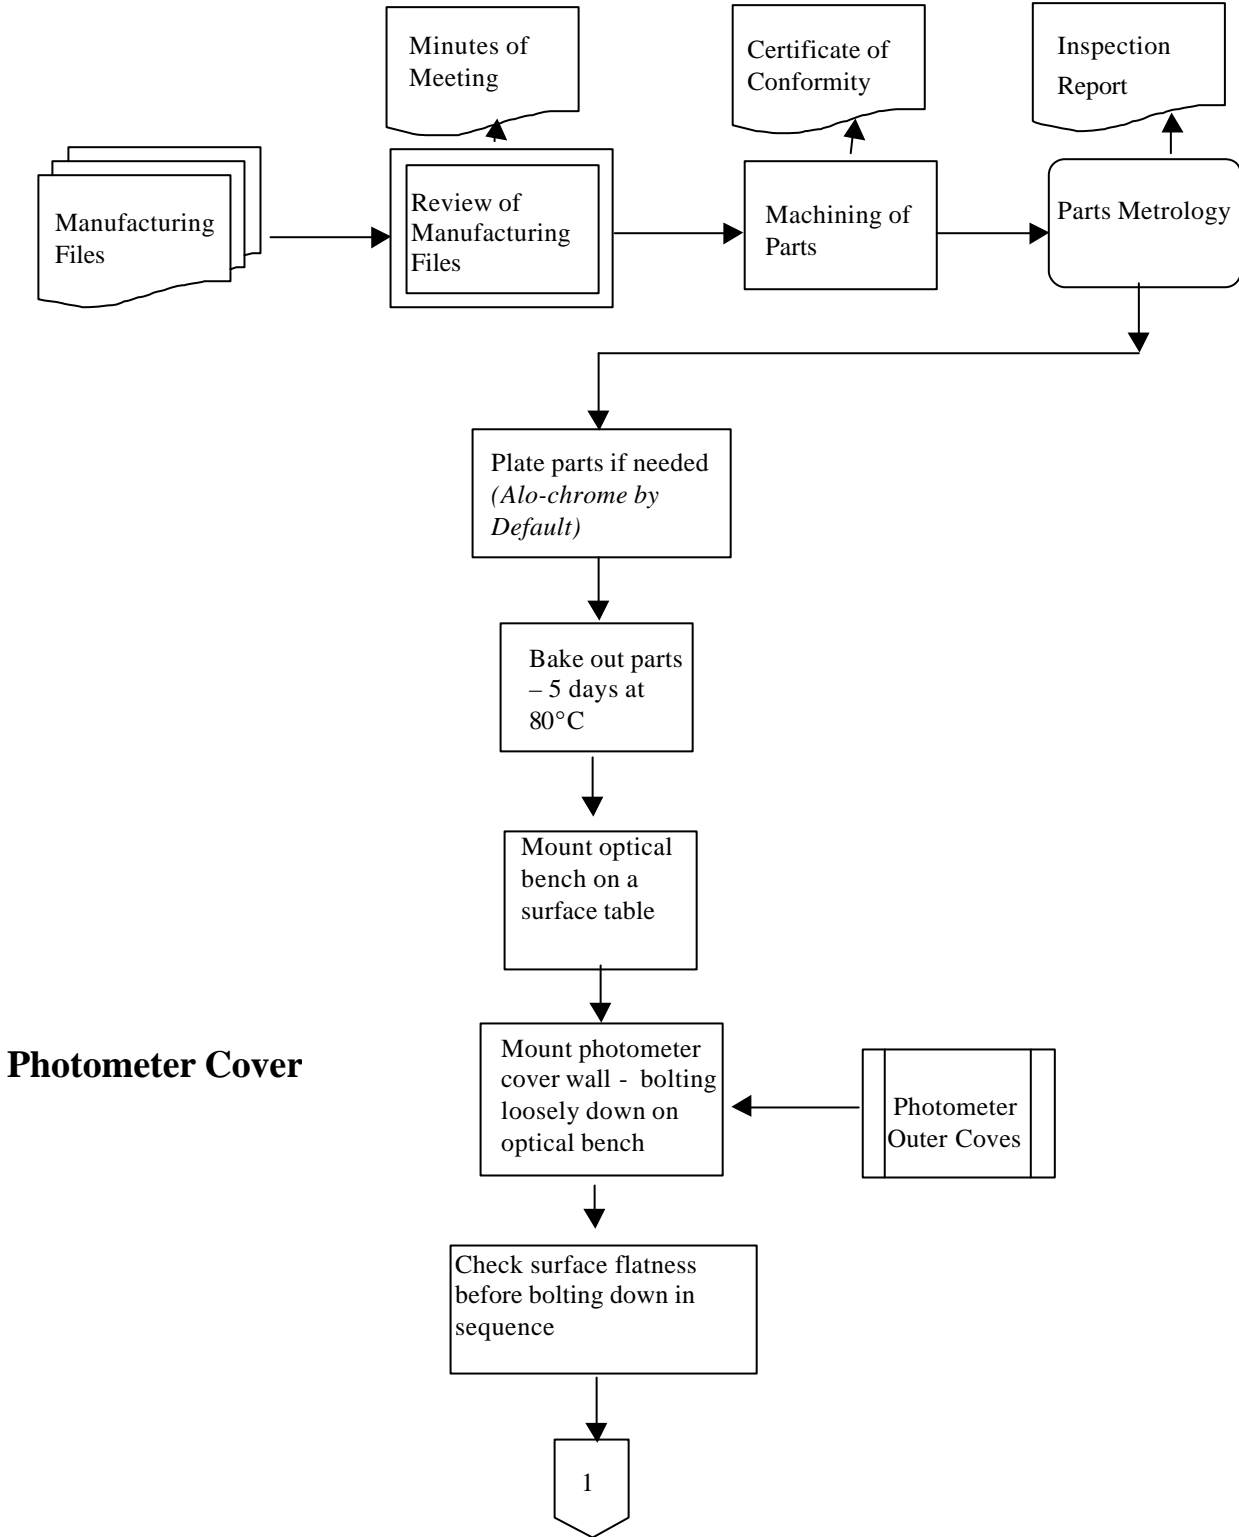 Minutes of
Meeting
Certificate of
Conformity
Inspection
Report
Manufacturing
Files
Review of
Manufacturing
Files
Machining of
Parts
Parts Metrology
Plate parts if needed
(Alo-chrome by
Default)
Bake out parts
– 5 days at
80°C
Mount optical
bench on a
surface table
Photometer Cover
Mount photometer
cover wall - bolting
loosely down on
optical bench
Photometer
Outer Coves
Check surface flatness
before bolting down in
sequence
1